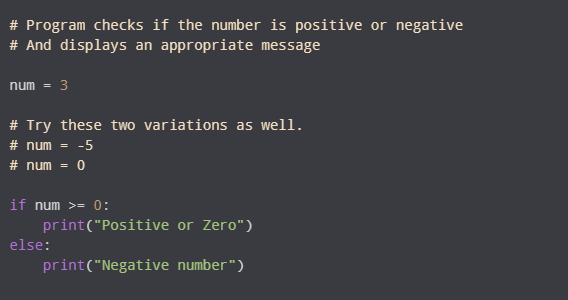 # Program checks if the number is positive or negative
# And displays an appropriate message
num = 3
# Try these two variations as well.
# num = -5
# num = 0
if num >= 0:
    print("Positive or Zero")
else:
    print("Negative number")